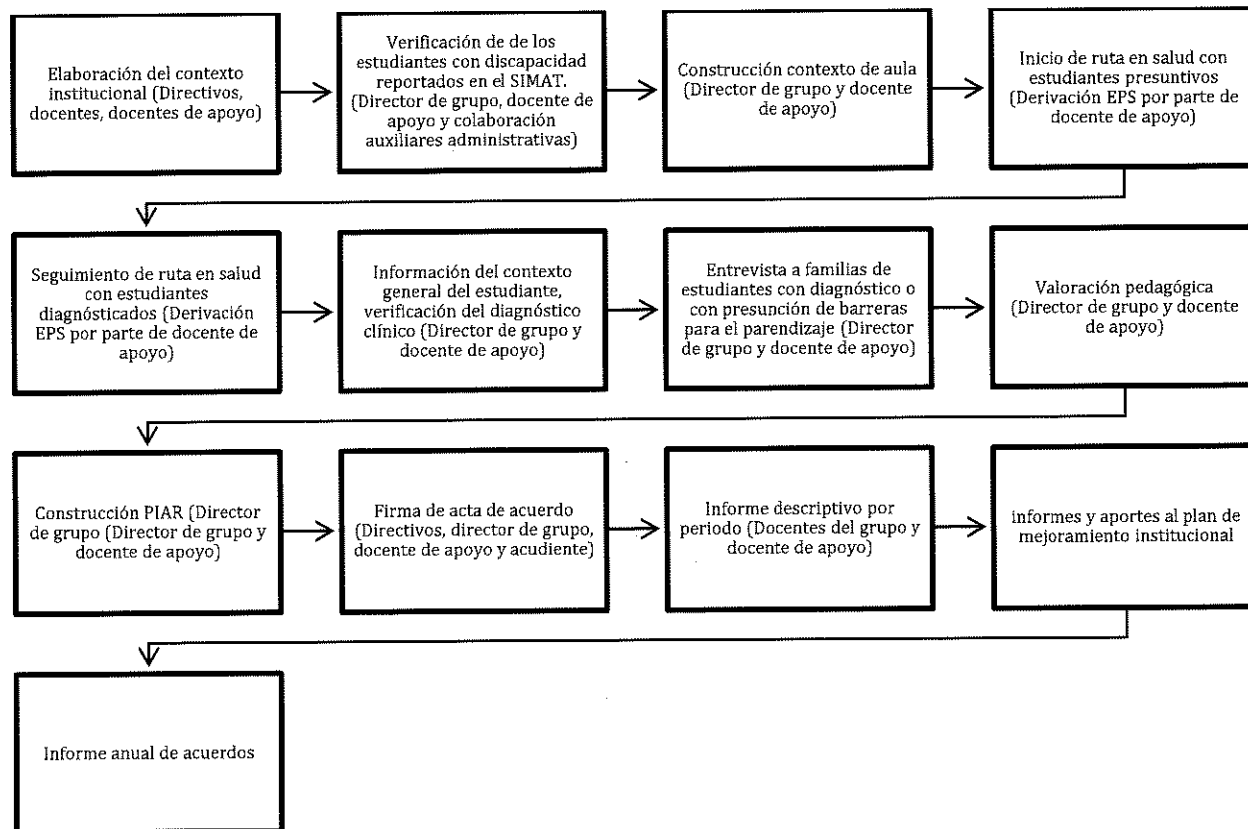 Elaboración del contexto
institucional (Directivos,
docentes, docentes de apoyo)
Verificación de de los
estudiantes con discapacidad
reportados en el SIMAT.
(Director de grupo, docente de
apoyo y colaboración
auxiliares administrativas)
Construcción contexto de aula
(Director de grupo y docente
de apoyo)
Inicio de ruta en salud con
estudiantes presuntivos
(Derivación EPS por parte de
docente de apoyo)
Seguimiento de ruta en salud
con estudiantes
diagnósticados (Derivación
EPS por parte de docente de
apoyo)
Información del contexto
general del estudiante,
verificación del diagnóstico
clínico (Director de grupo y
docente de apoyo)
Entrevista a familias de
estudiantes con diagnóstico o
con presunción de barreras
para el parendizaje (Director
de grupo y docente de apoyo)
Valoración pedagógica
(Director de grupo y docente
de apoyo)
Construcción PIAR (Director
de grupo (Director de grupo y
docente de apoyo)
Firma de acta de acuerdo
(Directivos, director de grupo,
docente de apoyo y acudiente)
Informe descriptivo por
periodo (Docentes del grupo y
docente de apoyo)
informes y aportes al plan de
mejoramiento institucional
Informe anual de acuerdos